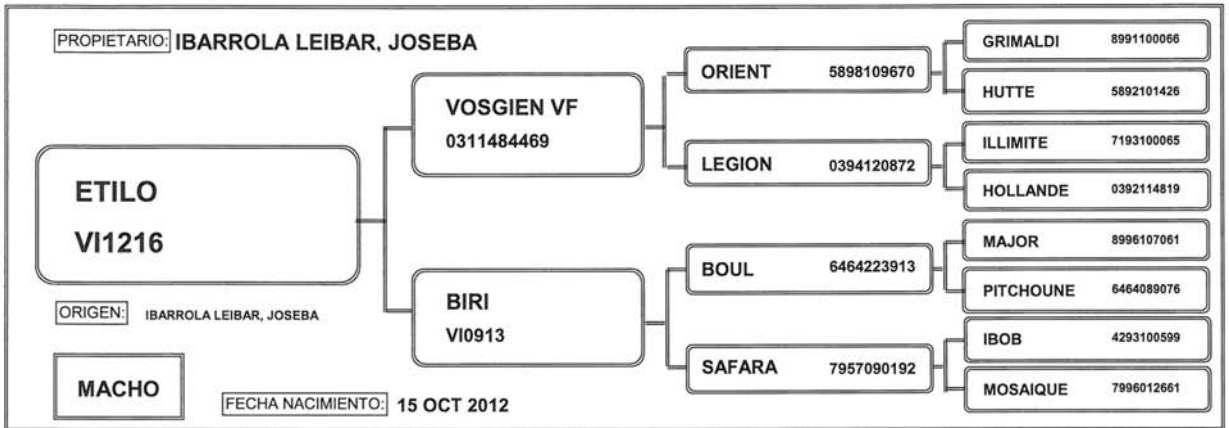 PROPIETARIO: IBARROLA LEIBAR, JOSEBA
ETILO
VI1216
ORIGEN: IBARROLA LEIBAR, JOSEBA
MACHO
FECHA NACIMIENTO: 15 OCT 2012
VOSGIEN VF
0311484469
BIRI
VI0913
ORIENT 5898109670
LEGION 0394120872
BOUL 6464223913
SAFARA 7957090192
GRIMALDI 8991100066
HUTTE 5892101426
ILLIMITE 7193100065
HOLLANDE 0392114819
MAJOR 8996107061
PITCHOUNE 6464089076
IBOB 4293100599
MOSAIQUE 7996012661